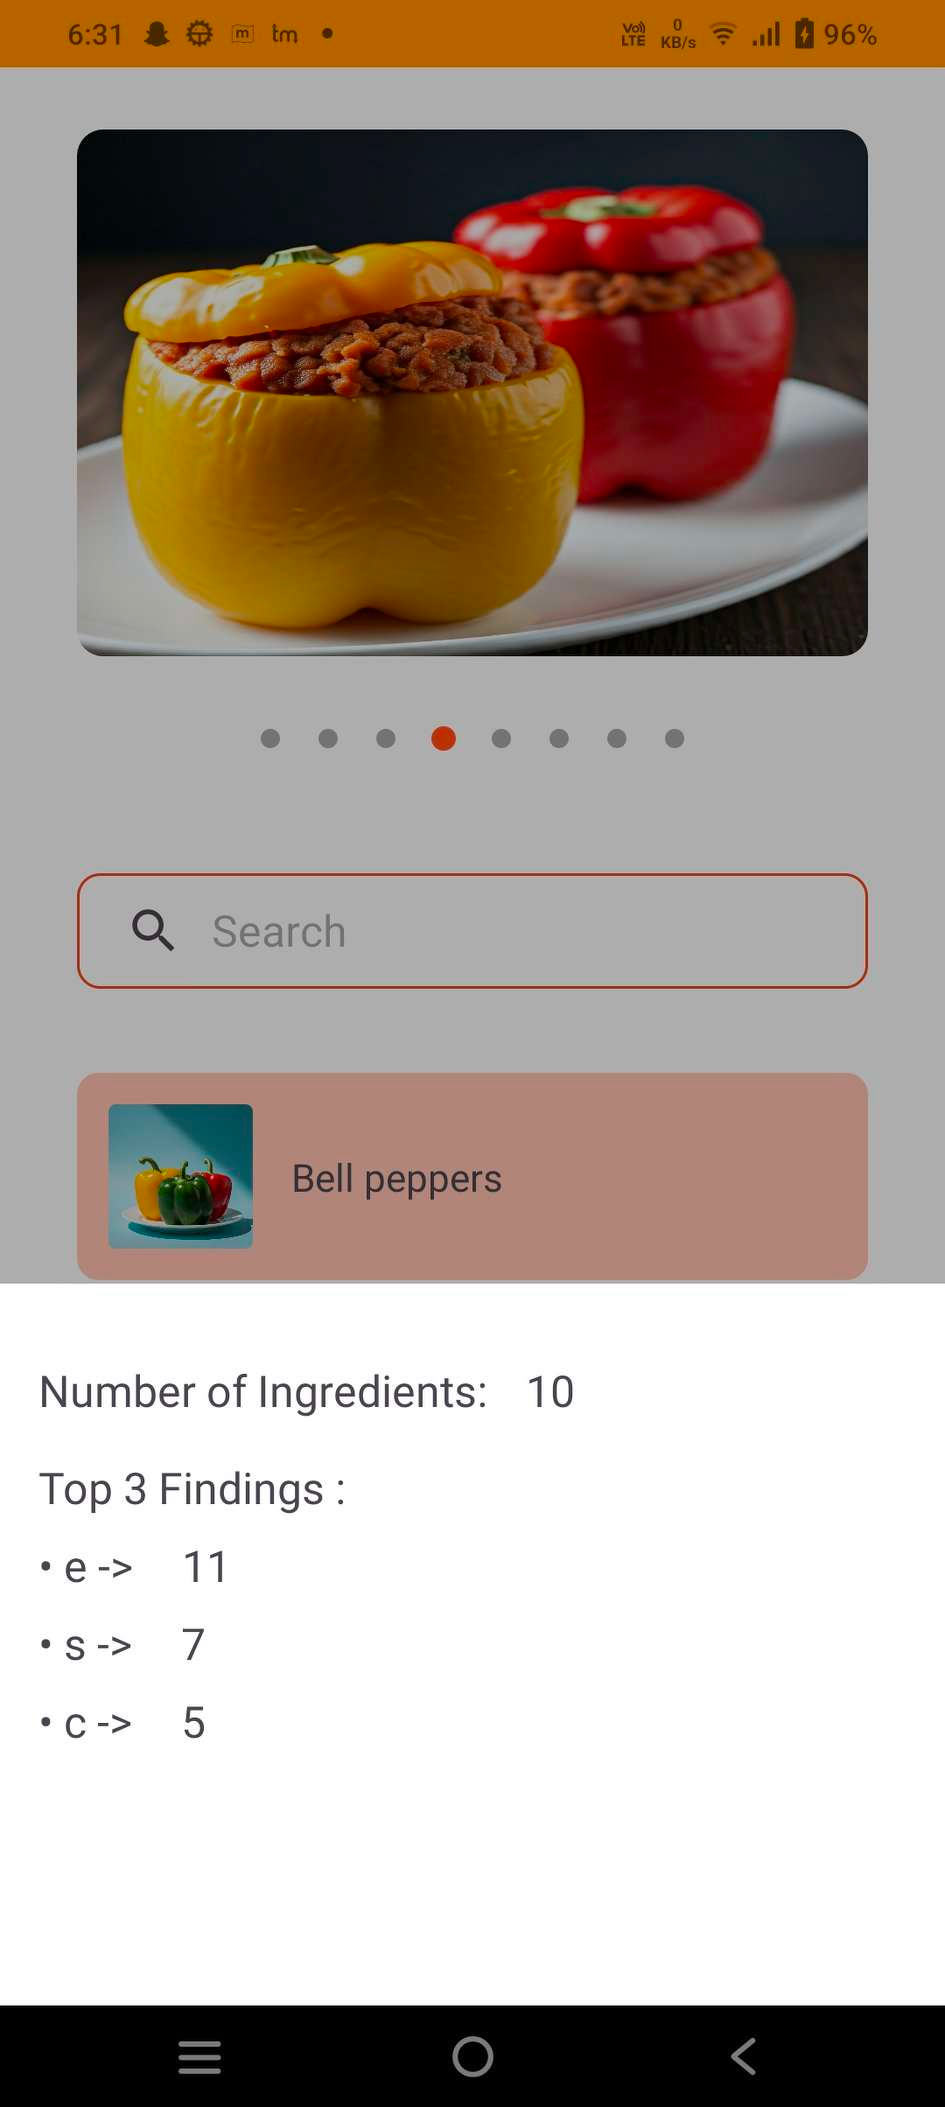 6:31 m tm Vo)) LTE 0 KB/s 96%
Search
Bell peppers
Number of Ingredients: 10
Top 3 Findings :
• e -> 11
• s -> 7
• c -> 5